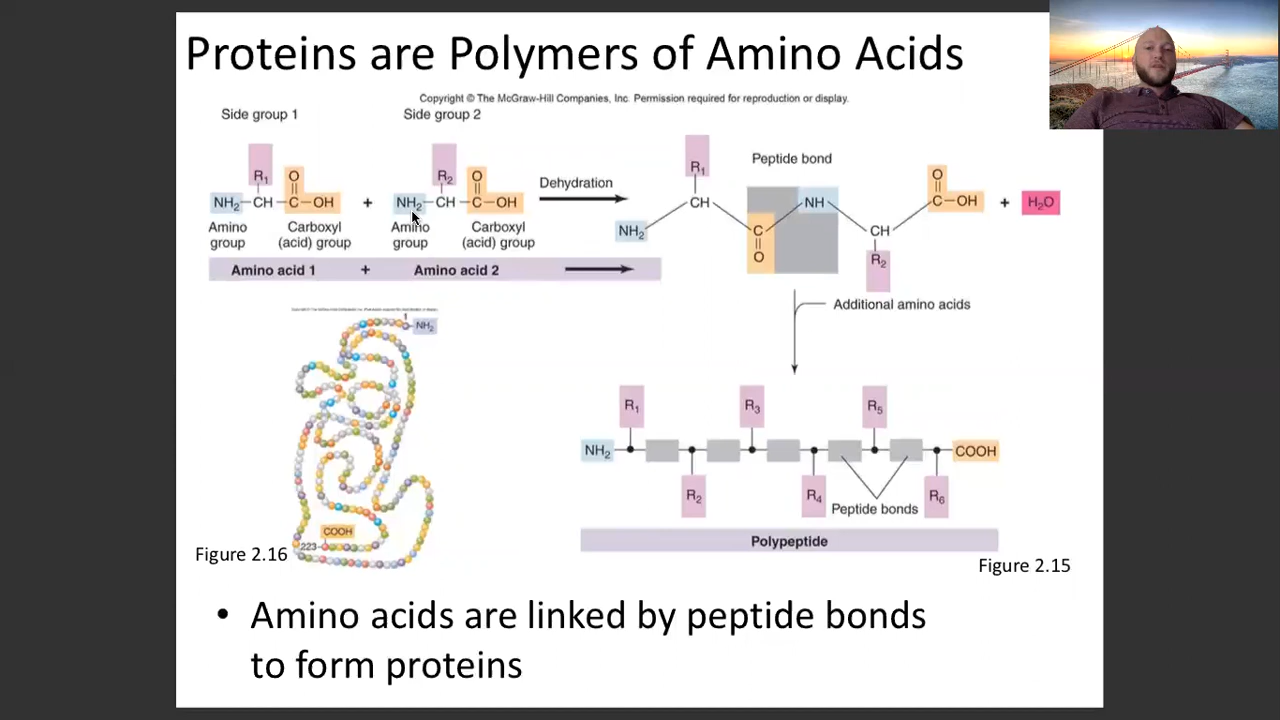 Proteins are Polymers of Amino Acids
Copyright © The McGraw-Hill Companies, Inc. Permission required for reproduction or display.
Side group 1
Side group 2
R1
O
NH2–CH–C–OH
+
R2
O
NH2–CH–C–OH
Dehydration
Amino group
Carboxyl (acid) group
Amino group
Carboxyl (acid) group
Amino acid 1 + Amino acid 2
Peptide bond
R1
CH
NH2
C
O
NH
CH
R2
O
C–OH
+ H2O
Additional amino acids
1
NH2
COOH
223
Figure 2.16
R1
R3
R5
NH2
COOH
R2
R4
R6
Peptide bonds
Polypeptide
Figure 2.15
• Amino acids are linked by peptide bonds
to form proteins